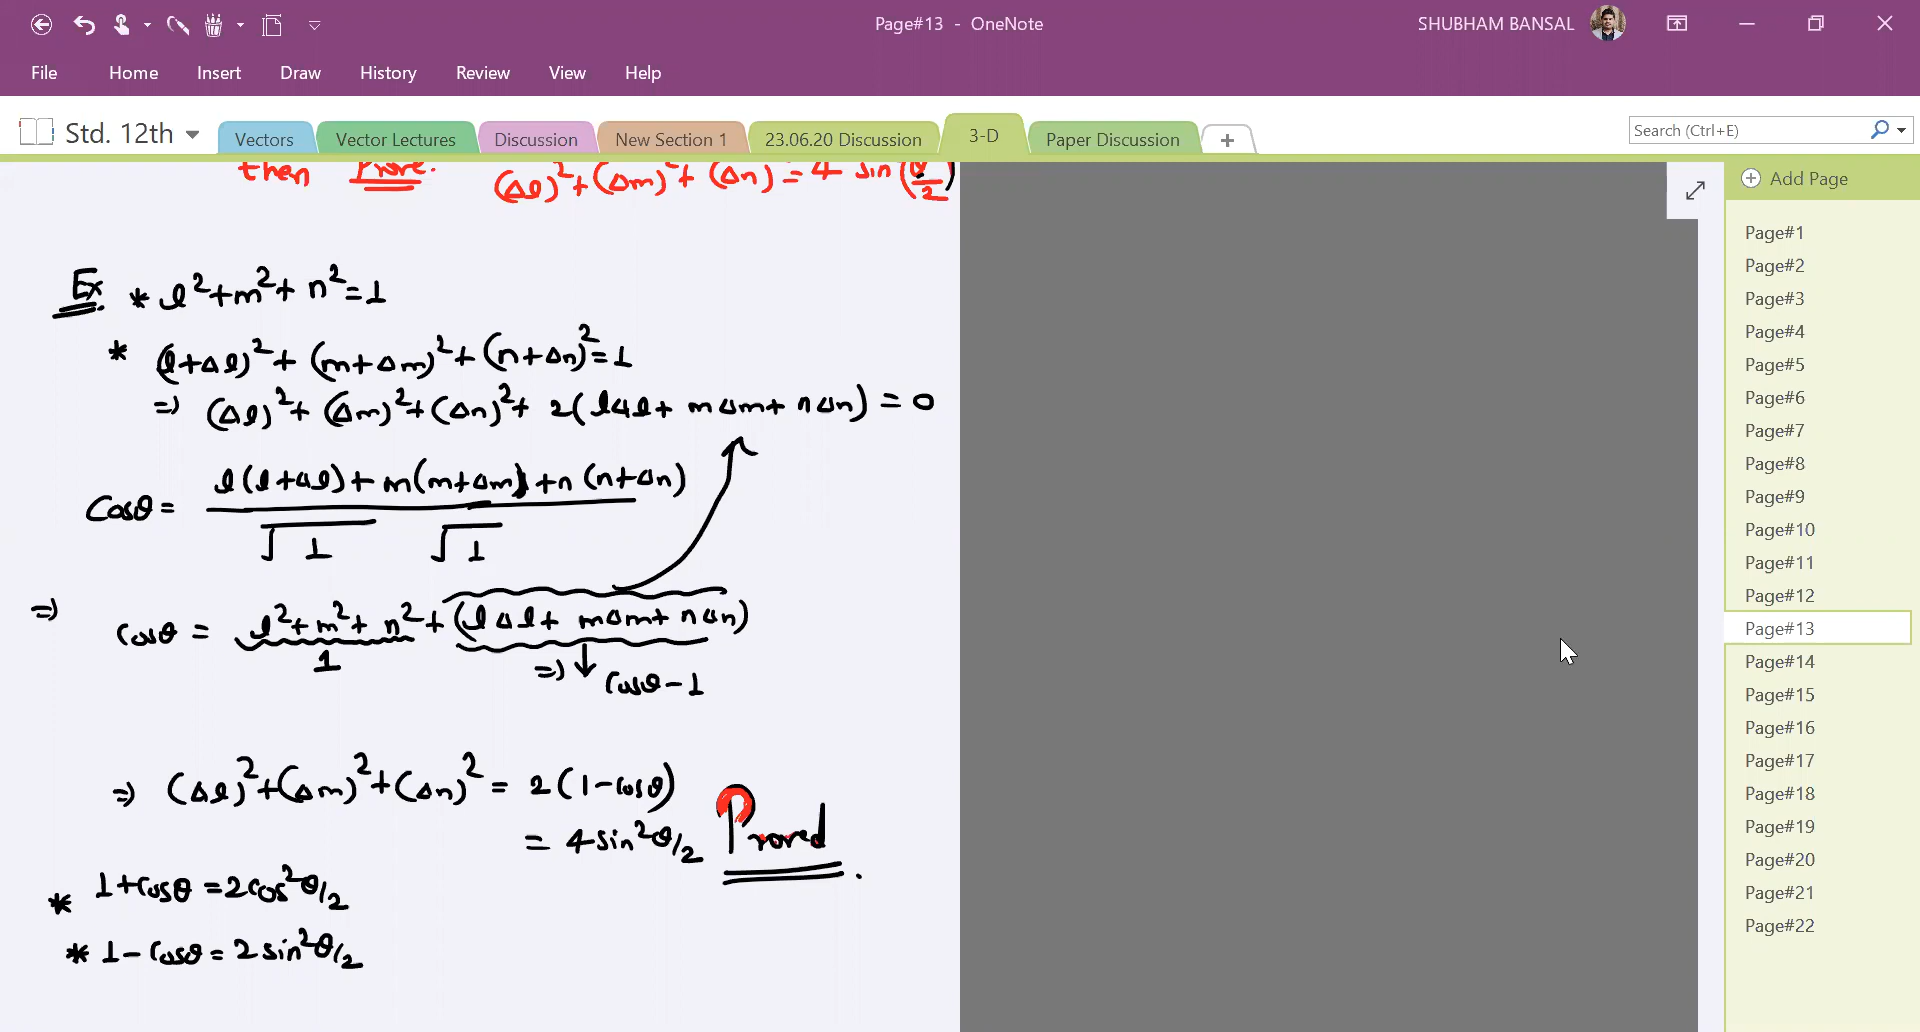 Page#13 - OneNote
SHUBHAM BANSAL
File Home Insert Draw History Review View Help
Std. 12th
Vectors
Vector Lectures
Discussion
New Section 1
23.06.20 Discussion
3-D
Paper Discussion
+
Search (Ctrl+E)
then Prove. (Δl)²+(Δm)²+(Δn)²=4 sin²(θ/2)
Ex * l²+m²+n²=1
* (l+Δl)²+(m+Δm)²+(n+Δn)²=1
=> (Δl)²+(Δm)²+(Δn)²+2(lΔl+mΔm+nΔn)=0
Cosθ= l(l+Δl)+m(m+Δm)+n(n+Δn)
√1 √1
=> cosθ = l²+m²+n²+(lΔl+mΔm+nΔn)
1 => ↓ cosθ-1
=> (Δl)²+(Δm)²+(Δn)² = 2(1-cosθ)
= 4sin²θ/2 Proved.
* 1+cosθ=2cos²θ/2
* 1-cosθ=2sin²θ/2
Add Page
Page#1
Page#2
Page#3
Page#4
Page#5
Page#6
Page#7
Page#8
Page#9
Page#10
Page#11
Page#12
Page#13
Page#14
Page#15
Page#16
Page#17
Page#18
Page#19
Page#20
Page#21
Page#22